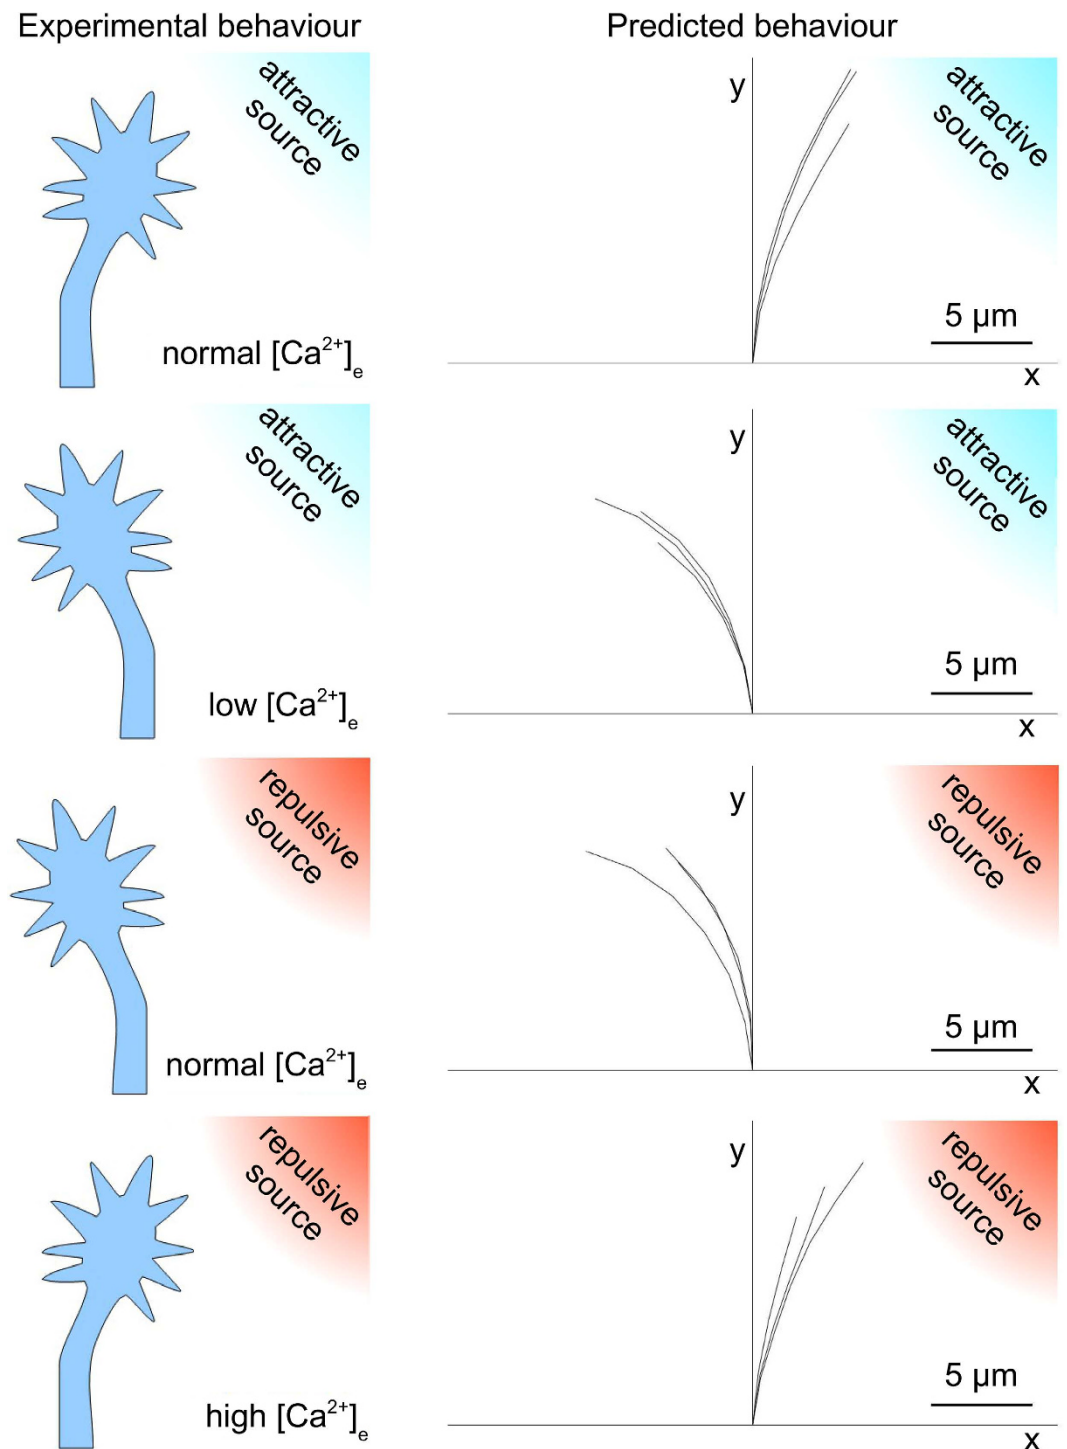 Experimental behaviour
Predicted behaviour
attractive
source
normal [Ca²⁺]ₑ
y
attractive
source
5 μm
x
attractive
source
low [Ca²⁺]ₑ
y
attractive
source
5 μm
x
repulsive
source
normal [Ca²⁺]ₑ
y
repulsive
source
5 μm
x
repulsive
source
high [Ca²⁺]ₑ
y
repulsive
source
5 μm
x